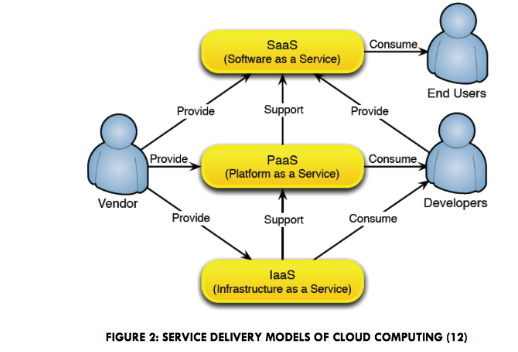 SaaS
(Software as a Service)
Consume
End Users
Provide
Support
Provide
Provide
PaaS
(Platform as a Service)
Consume
Vendor
Developers
Provide
Support
Consume
IaaS
(Infrastructure as a Service)
FIGURE 2: SERVICE DELIVERY MODELS OF CLOUD COMPUTING (12)